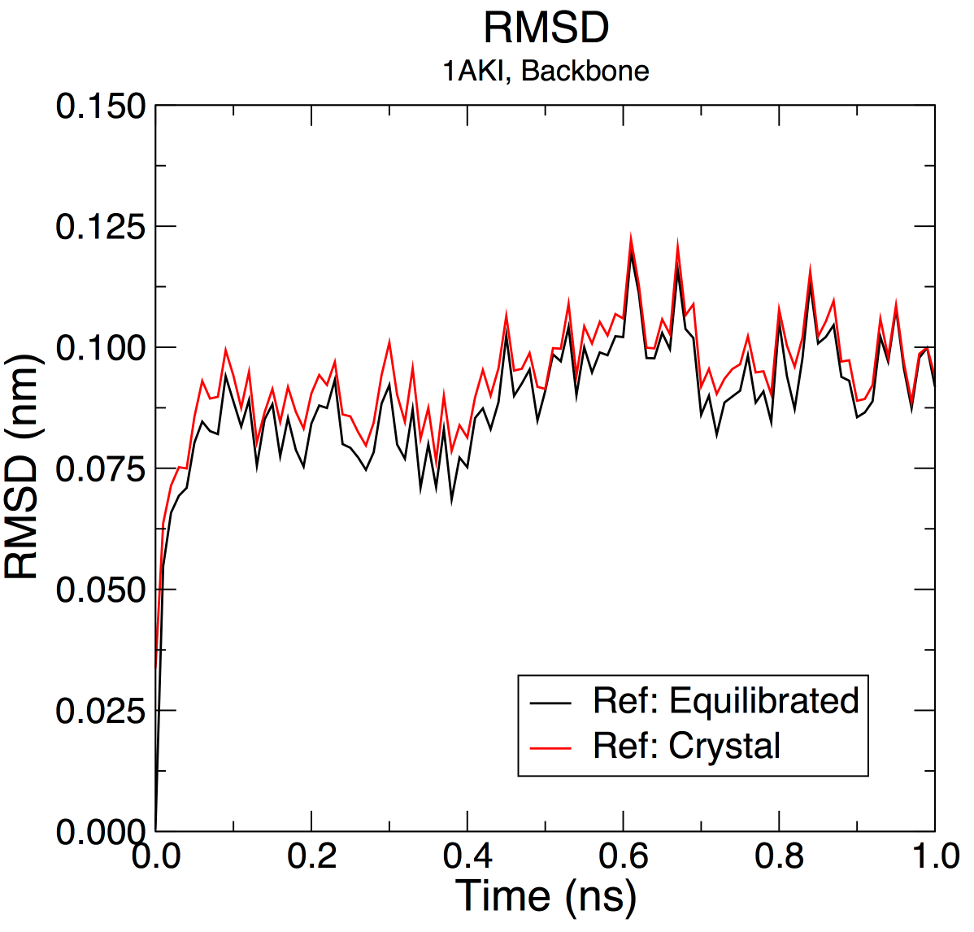 RMSD
1AKI, Backbone
RMSD (nm)
0.150
0.125
0.100
0.075
0.050
0.025
0.000
Ref: Equilibrated
Ref: Crystal
0.0 0.2 0.4 0.6 0.8 1.0
Time (ns)